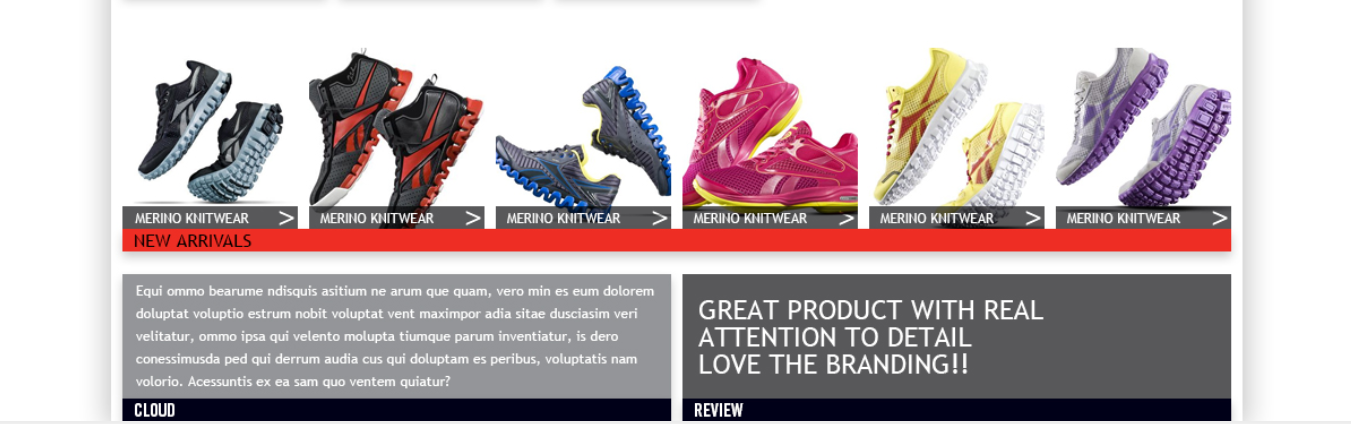 MERINO KNITWEAR >
MERINO KNITWEAR >
MERINO KNITWEAR >
MERINO KNITWEAR >
MERINO KNITWEAR >
MERINO KNITWEAR >
NEW ARRIVALS
Equi ommo bearume ndisquis asitium ne arum que quam, vero min es eum dolorem
doluptat voluptio estrum nobit voluptat vent maximpor adia sitae dusciasim veri
velitatur, ommo ipsa qui velento molupta tiumque parum inventiatur, is dero
conessimusda ped qui derrum audia cus qui doluptam es peribus, voluptatis nam
volorio. Acessuntis ex ea sam quo ventem quiatur?
CLOUD
GREAT PRODUCT WITH REAL
ATTENTION TO DETAIL
LOVE THE BRANDING!!
REVIEW